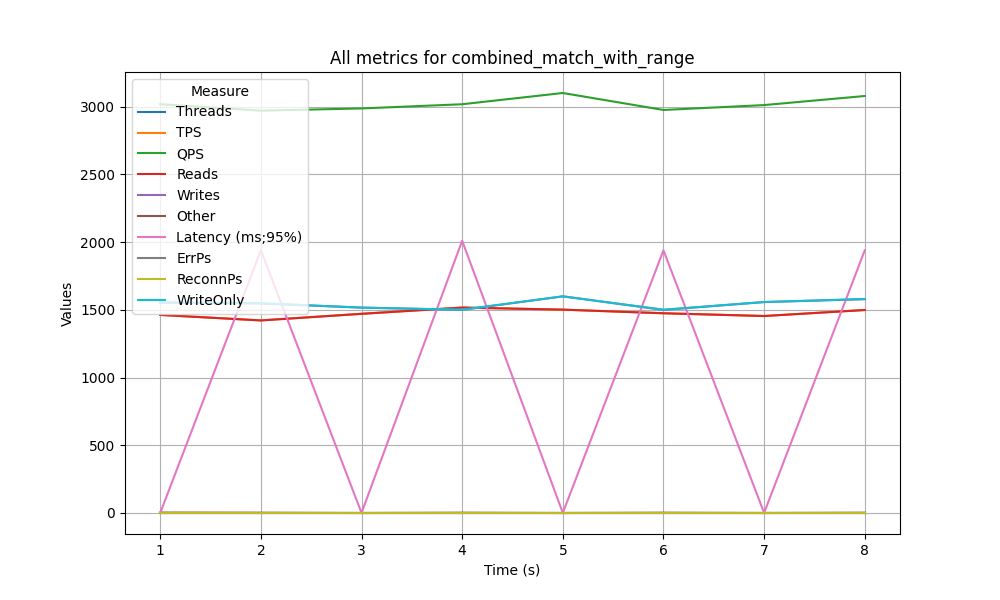 All metrics for combined_match_with_range
Measure
Threads
TPS
QPS
Reads
Writes
Other
Latency (ms;95%)
ErrPs
ReconnPs
WriteOnly
Values
3000
2500
2000
1500
1000
500
0
1 2 3 4 5 6 7 8
Time (s)